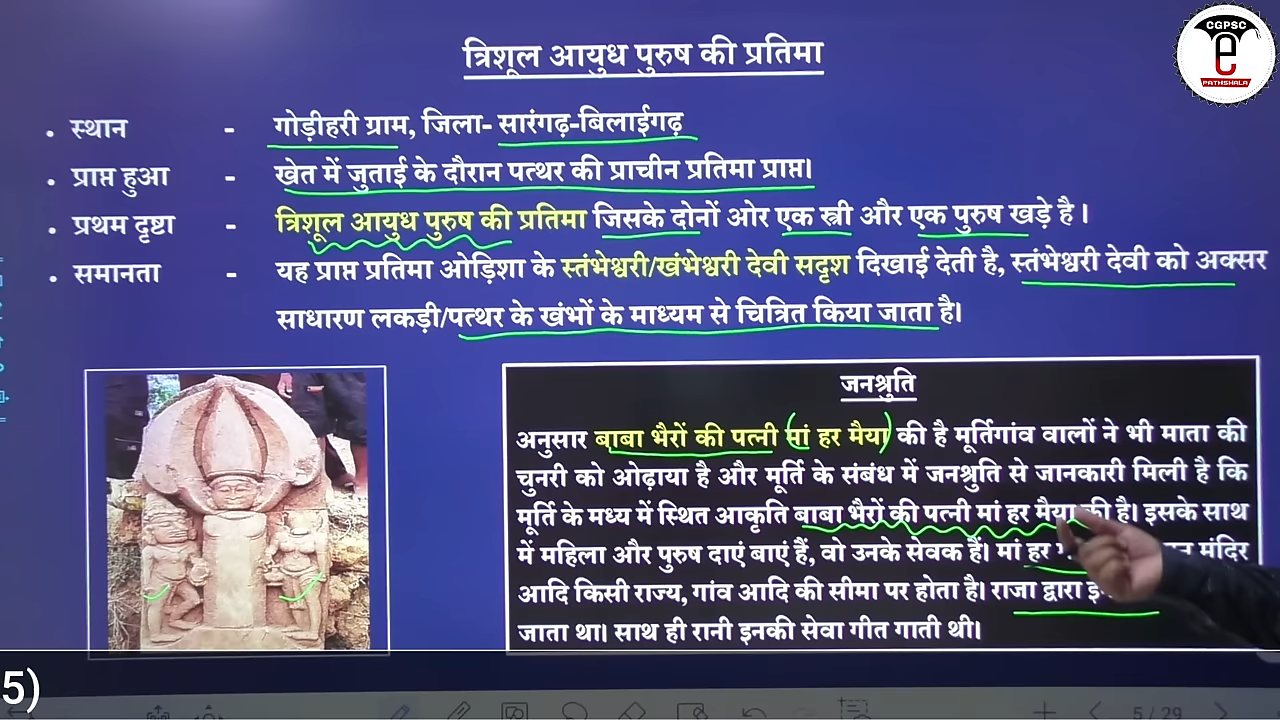 CGPSC
e
PATHSHALA
त्रिशूल आयुध पुरुष की प्रतिमा
• स्थान - गोड़ीहरी ग्राम, जिला- सारंगढ़-बिलाईगढ़
• प्राप्त हुआ - खेत में जुताई के दौरान पत्थर की प्राचीन प्रतिमा प्राप्त।
• प्रथम दृष्टा - त्रिशूल आयुध पुरुष की प्रतिमा जिसके दोनों ओर एक स्त्री और एक पुरुष खड़े है ।
• समानता - यह प्राप्त प्रतिमा ओड़िशा के स्तंभेश्वरी/खंभेश्वरी देवी सदृश दिखाई देती है, स्तंभेश्वरी देवी को अक्सर
साधारण लकड़ी/पत्थर के खंभों के माध्यम से चित्रित किया जाता है।
जनश्रुति
अनुसार बाबा भैरों की पत्नी मां हर मैया की है मूर्तिगांव वालों ने भी माता की
चुनरी को ओढ़ाया है और मूर्ति के संबंध में जनश्रुति से जानकारी मिली है कि
मूर्ति के मध्य में स्थित आकृति बाबा भैरों की पत्नी मां हर मैया की है। इसके साथ
में महिला और पुरुष दाएं बाएं हैं, वो उनके सेवक हैं। मां हर मंदिर
आदि किसी राज्य, गांव आदि की सीमा पर होता है। राजा द्वारा
जाता था। साथ ही रानी इनकी सेवा गीत गाती थी।
5)
5 / 29